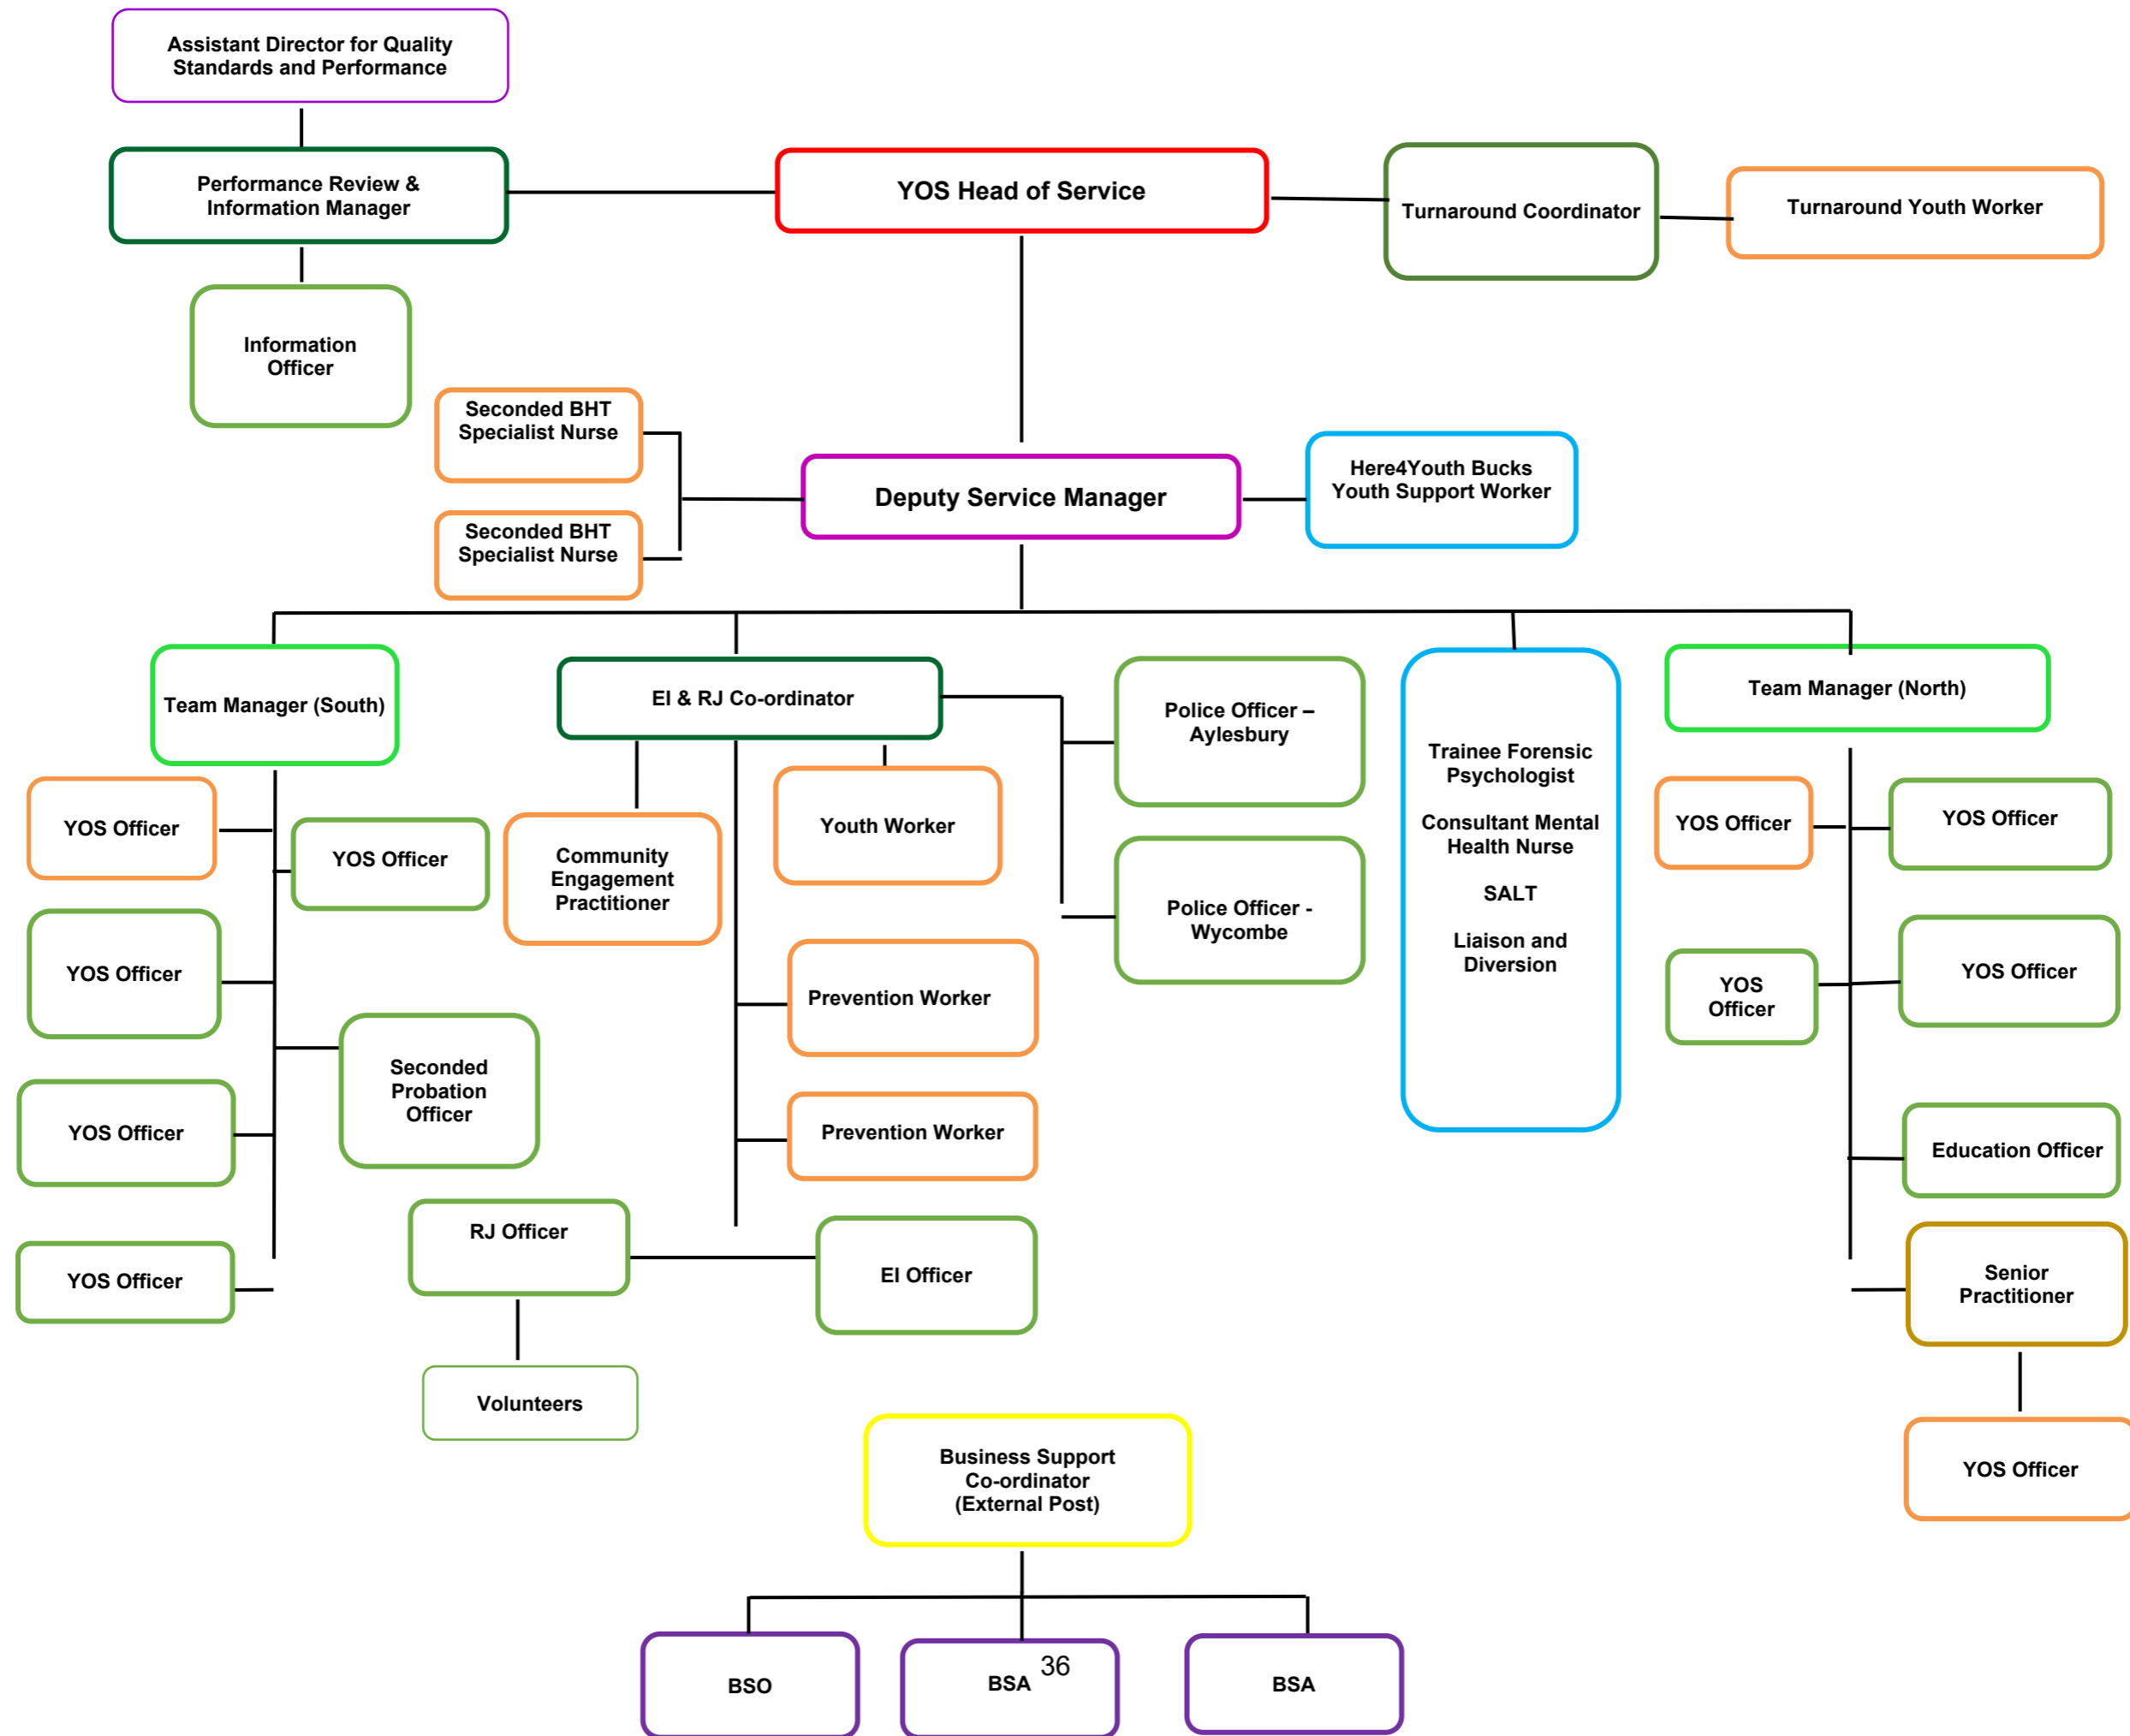 Assistant Director for Quality
Standards and Performance
Performance Review &
Information Manager
YOS Head of Service
Turnaround Coordinator
Turnaround Youth Worker
Information
Officer
Seconded BHT
Specialist Nurse
Seconded BHT
Specialist Nurse
Deputy Service Manager
Here4Youth Bucks
Youth Support Worker
Team Manager (South)
EI & RJ Co-ordinator
Police Officer –
Aylesbury
Police Officer -
Wycombe
Trainee Forensic
Psychologist
Consultant Mental
Health Nurse
SALT
Liaison and
Diversion
Team Manager (North)
YOS Officer
YOS Officer
YOS Officer
Seconded
Probation
Officer
YOS Officer
YOS Officer
Community
Engagement
Practitioner
Youth Worker
Prevention Worker
Prevention Worker
RJ Officer
EI Officer
Volunteers
YOS Officer
YOS Officer
YOS
Officer
YOS Officer
Education Officer
Senior
Practitioner
YOS Officer
Business Support
Co-ordinator
(External Post)
BSO
BSA
36
BSA